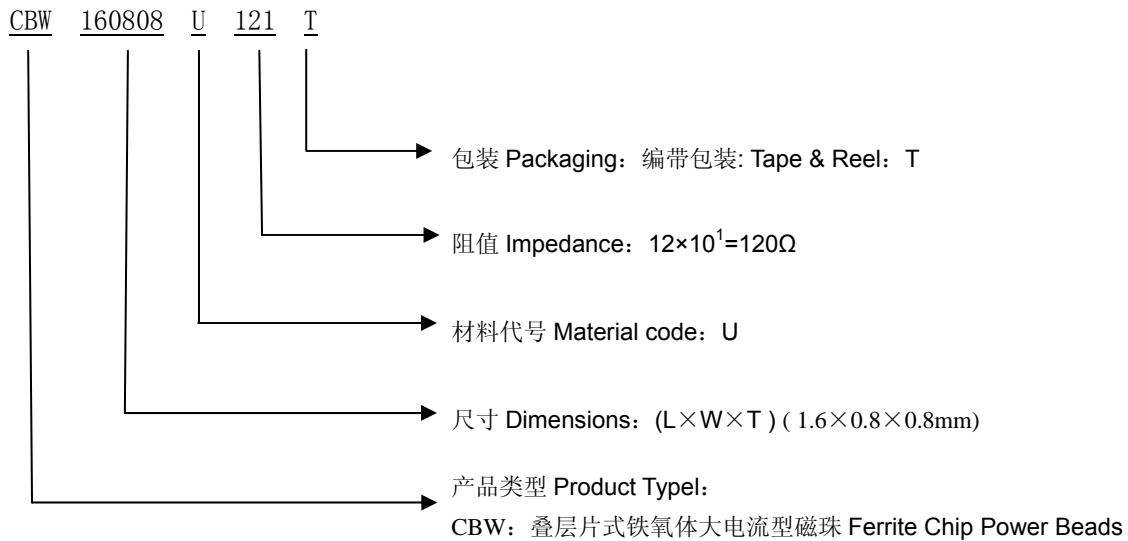 CBW 160808 U 121 T
包装 Packaging：编带包装: Tape & Reel：T
阻值 Impedance：12×10¹=120Ω
材料代号 Material code：U
尺寸 Dimensions：(L×W×T ) ( 1.6×0.8×0.8mm)
产品类型 Product Typel：
CBW：叠层片式铁氧体大电流型磁珠 Ferrite Chip Power Beads